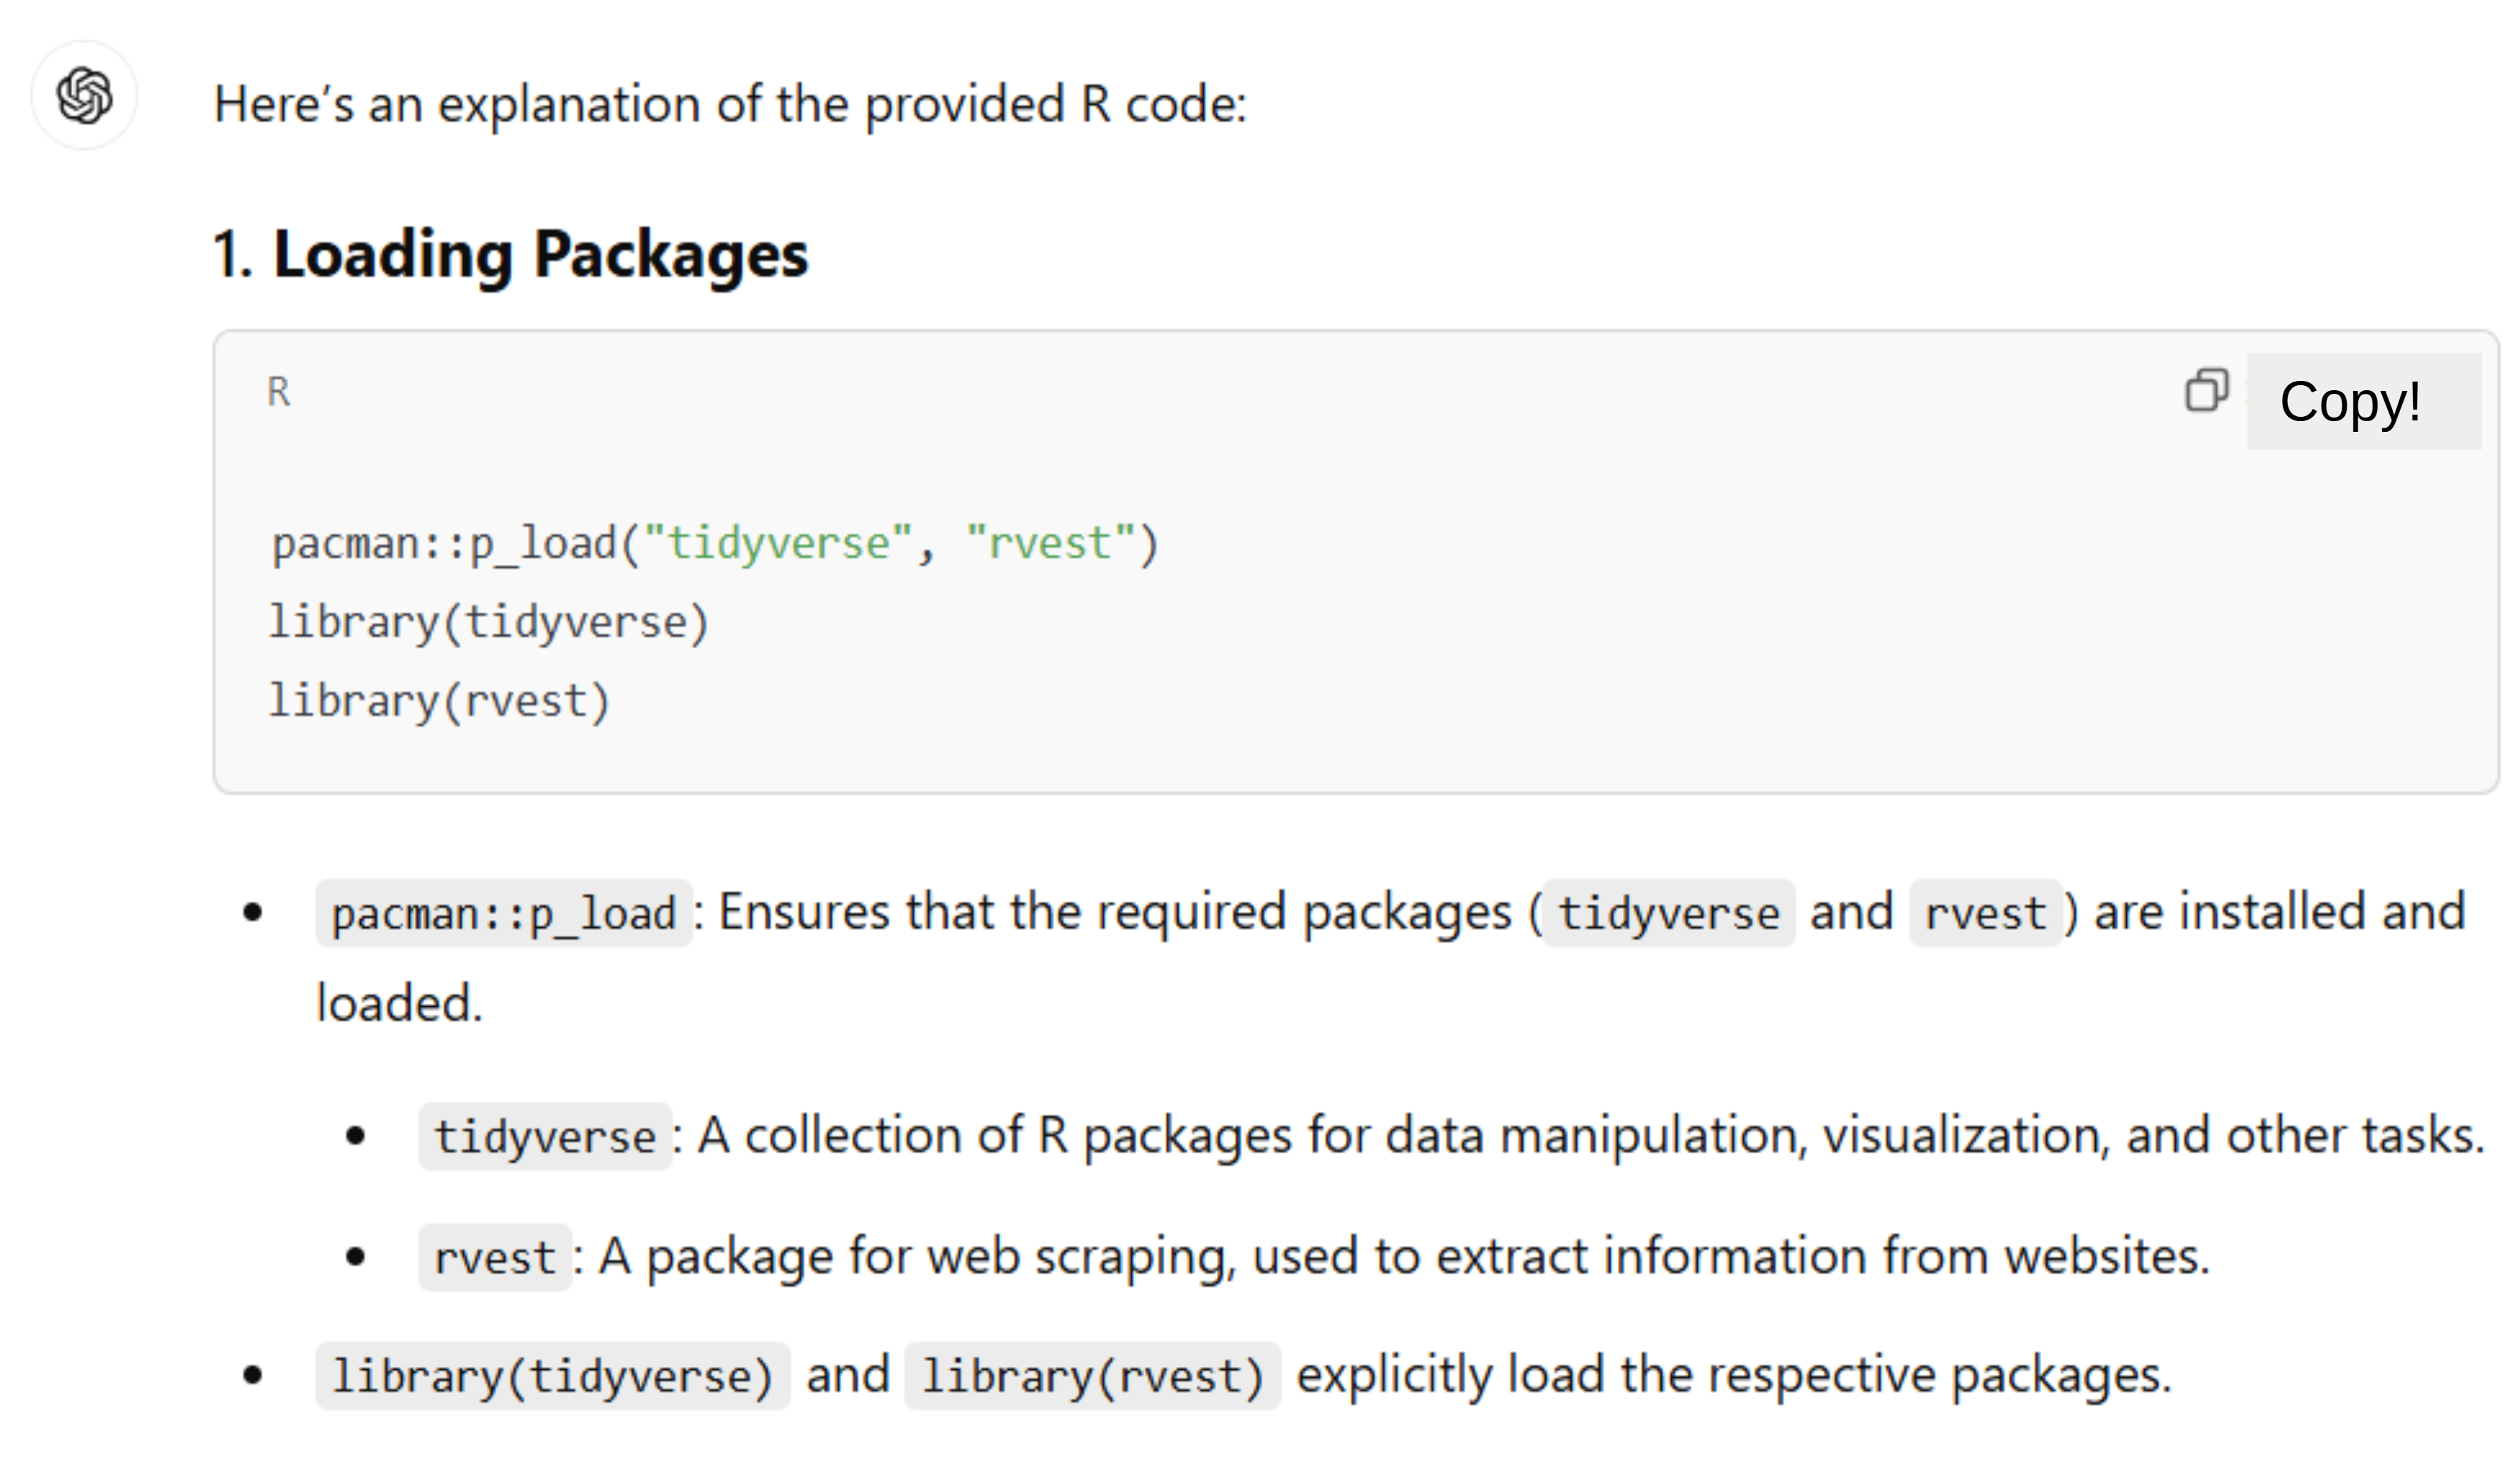 Here's an explanation of the provided R code:
1. Loading Packages
R
Copy!
pacman::p_load("tidyverse", "rvest")
library(tidyverse)
library(rvest)
• pacman::p_load : Ensures that the required packages ( tidyverse and rvest ) are installed and
loaded.
• tidyverse : A collection of R packages for data manipulation, visualization, and other tasks.
• rvest : A package for web scraping, used to extract information from websites.
• library(tidyverse) and library(rvest) explicitly load the respective packages.